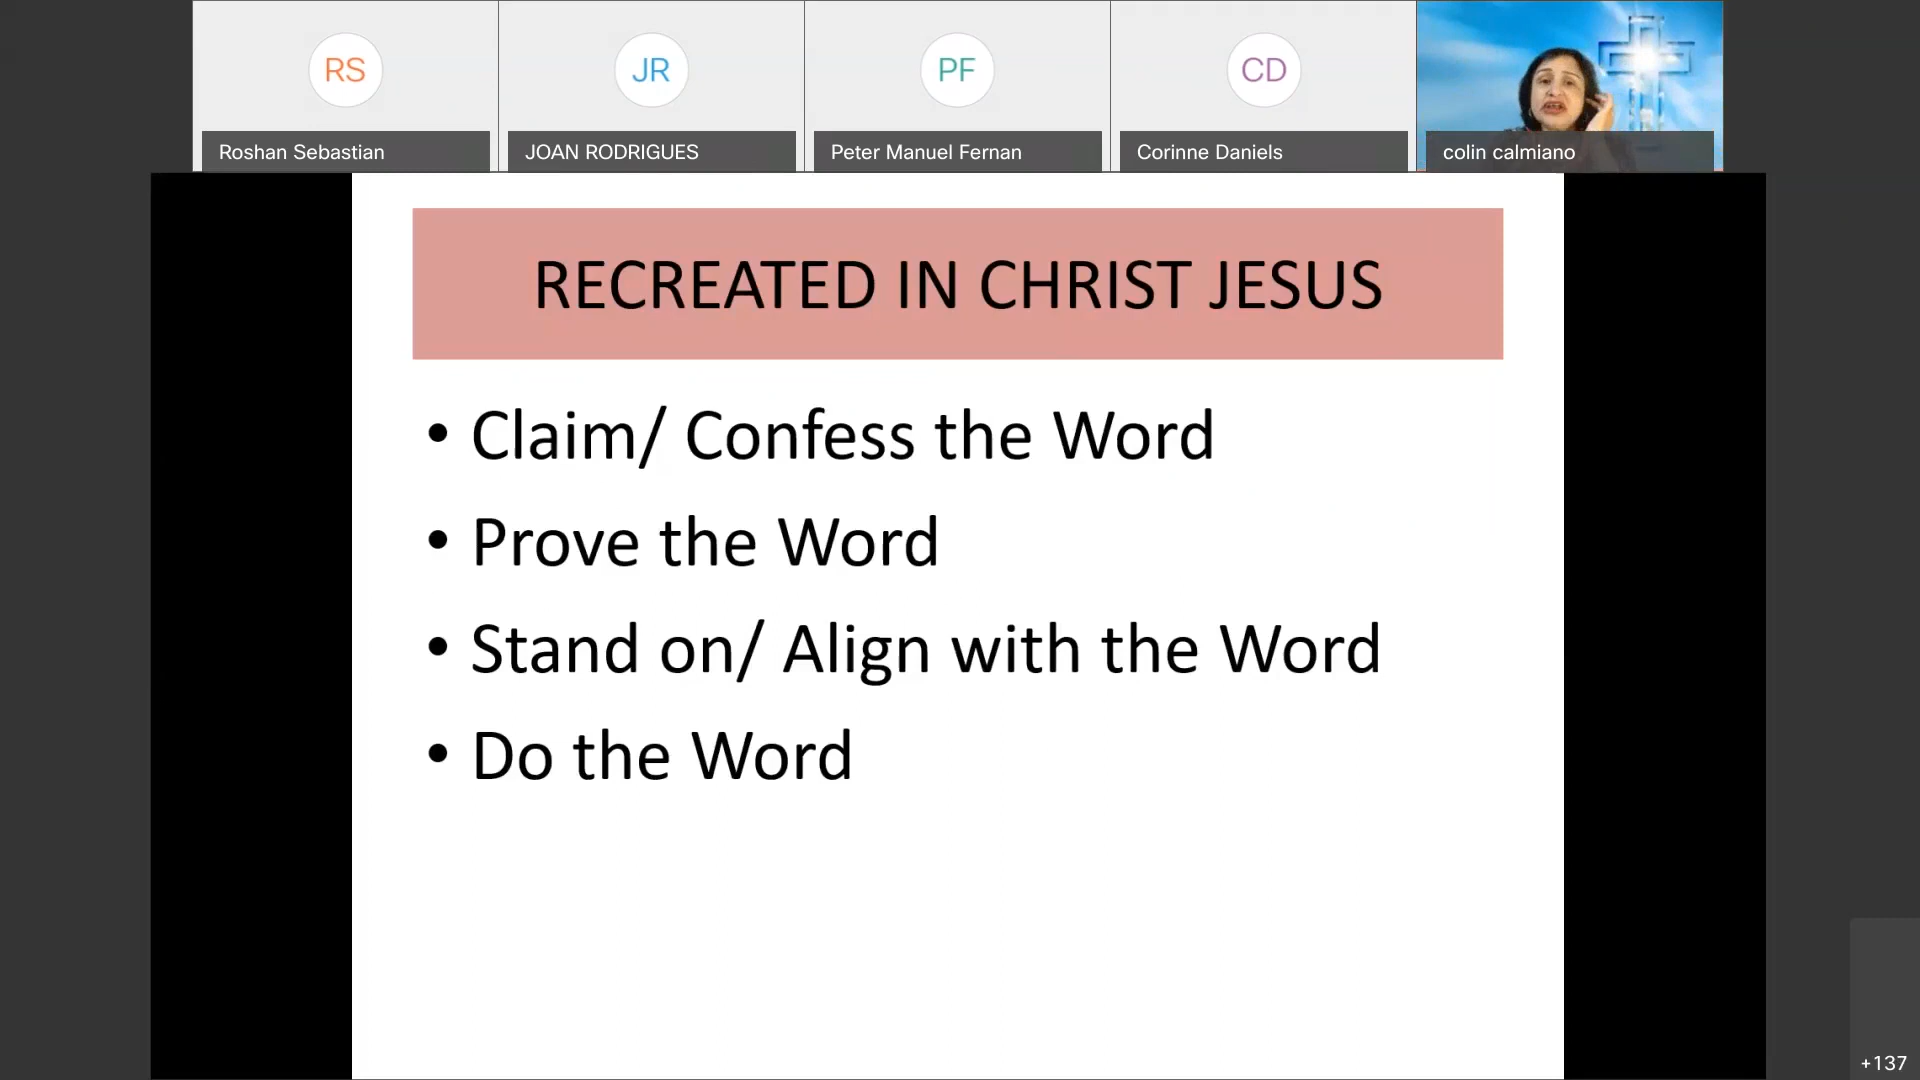 RS
JR
PF
CD
Roshan Sebastian
JOAN RODRIGUES
Peter Manuel Fernan
Corinne Daniels
colin calmiano
RECREATED IN CHRIST JESUS
• Claim/ Confess the Word
• Prove the Word
• Stand on/ Align with the Word
• Do the Word
+137